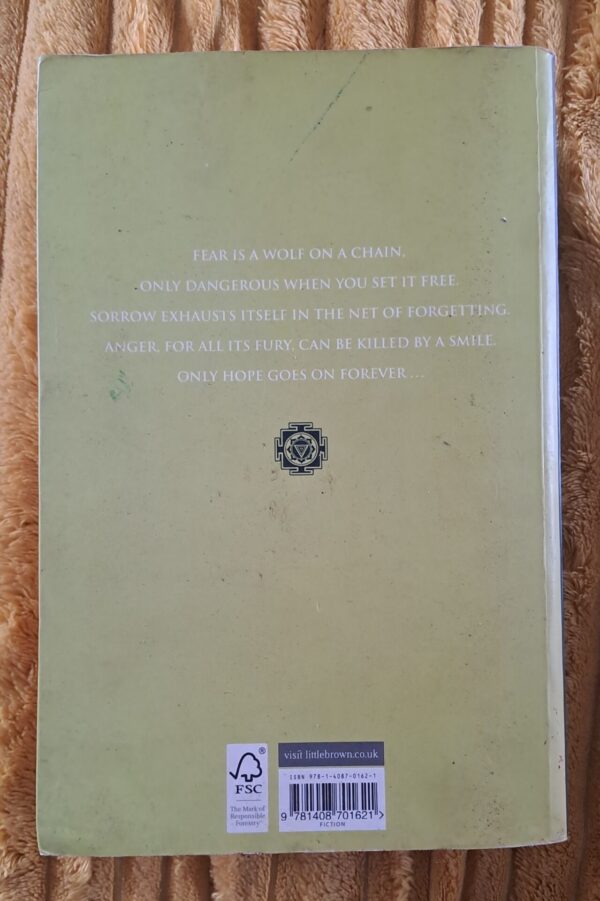 FEAR IS A WOLF ON A CHAIN,
ONLY DANGEROUS WHEN YOU SET IT FREE.
SORROW EXHAUSTS ITSELF IN THE NET OF FORGETTING.
ANGER, FOR ALL ITS FURY, CAN BE KILLED BY A SMILE.
ONLY HOPE GOES ON FOREVER...
visit littlebrown.co.uk
ISBN 978-1-4087-0162-1
9 781408 701621 >
FICTION
®
FSC
The Mark of
Responsible
Forestry